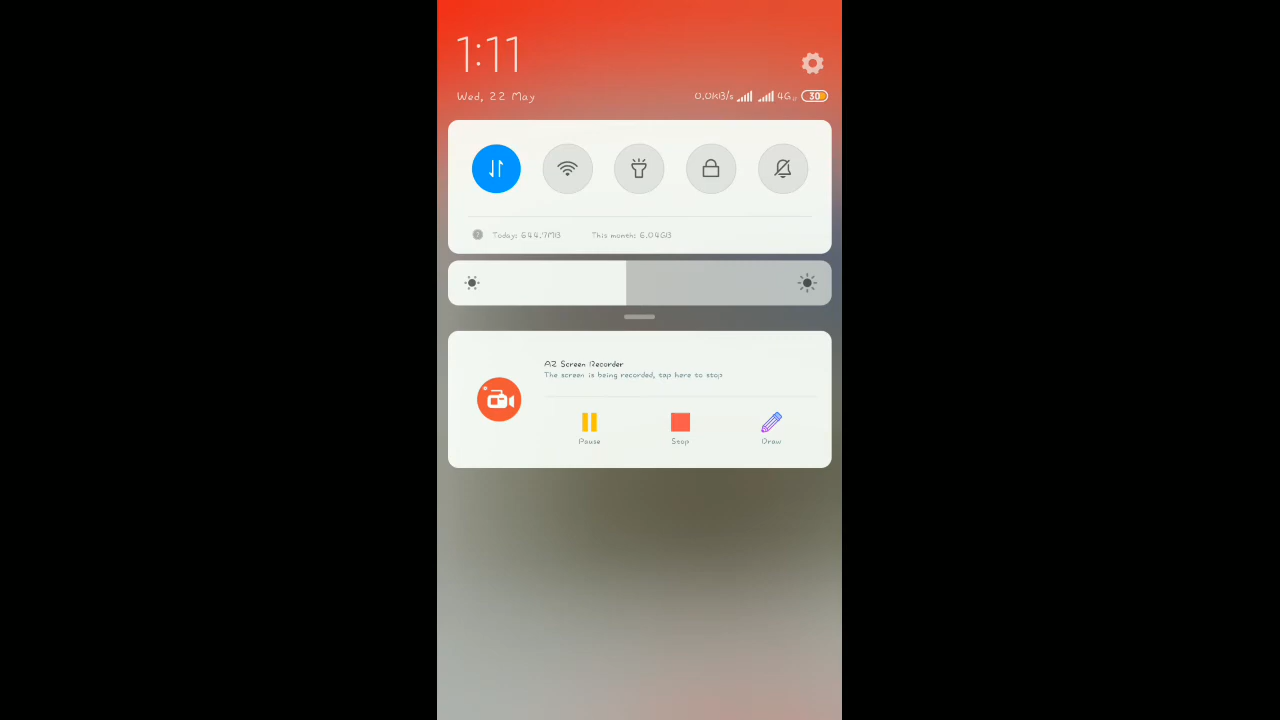 1:11
Wed, 22 May
0.0KB/s 4G 30
Today: 644.7MB This month: 6.04GB
AZ Screen Recorder
The screen is being recorded, tap here to stop
Pause Stop Draw